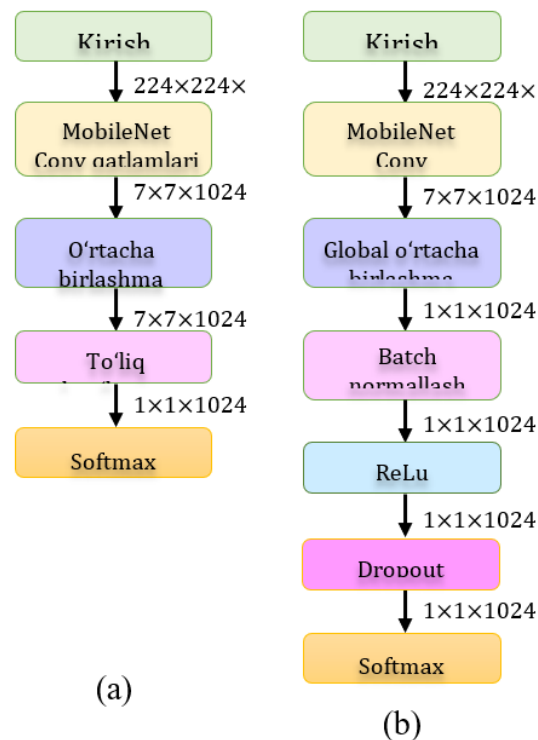 Kirish
224×224×
MobileNet
Conv qatlamlari
7×7×1024
O‘rtacha
birlashma
7×7×1024
To‘liq
1×1×1024
Softmax
(a)
Kirish
224×224×
MobileNet
Conv
7×7×1024
Global o‘rtacha
birlashma
1×1×1024
Batch
normallash
1×1×1024
ReLu
1×1×1024
Dropout
1×1×1024
Softmax
(b)